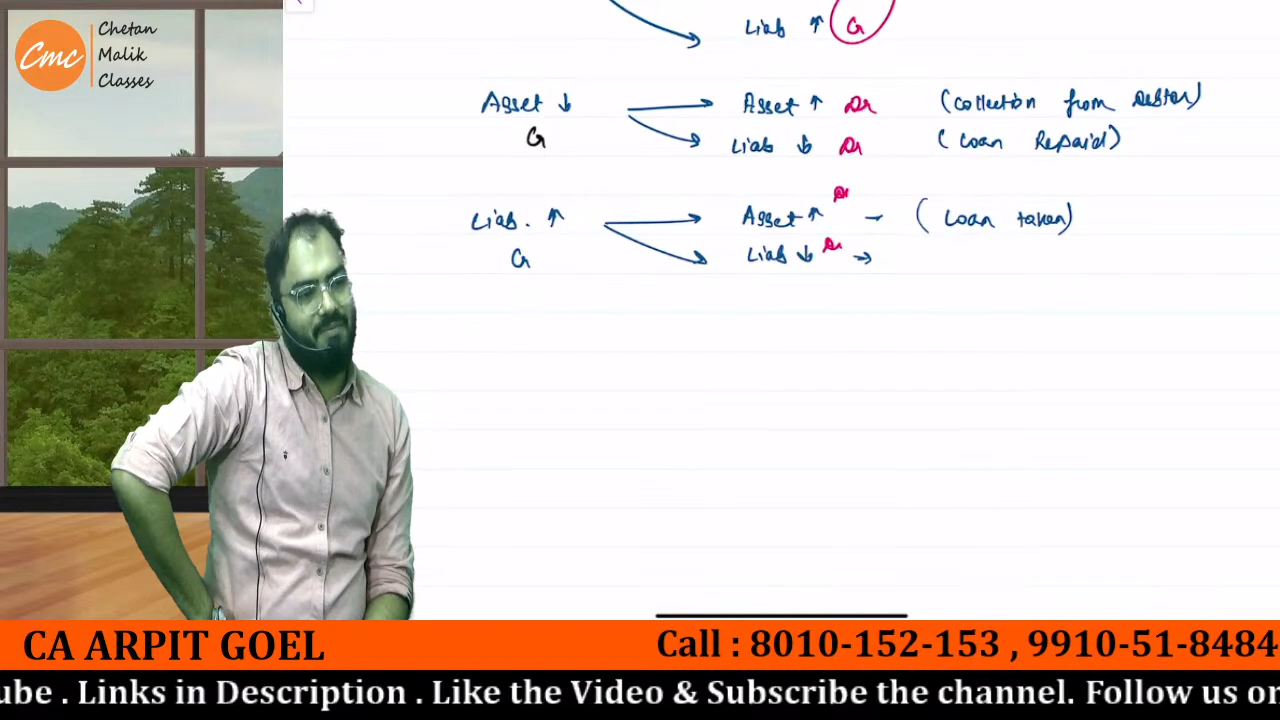 Chetan
Malik
Classes
Cmc
Liab ↑ Cr
Asset ↓ → Asset ↑ Dr (collection from Debtor)
Cr → Liab ↓ Dr (Loan Repaid)
Liab. ↑ → Asset ↑ Dr → (Loan taken)
Cr → Liab ↓ Dr →
CA ARPIT GOEL
Call : 8010-152-153 , 9910-51-8484
ube . Links in Description . Like the Video & Subscribe the channel. Follow us on